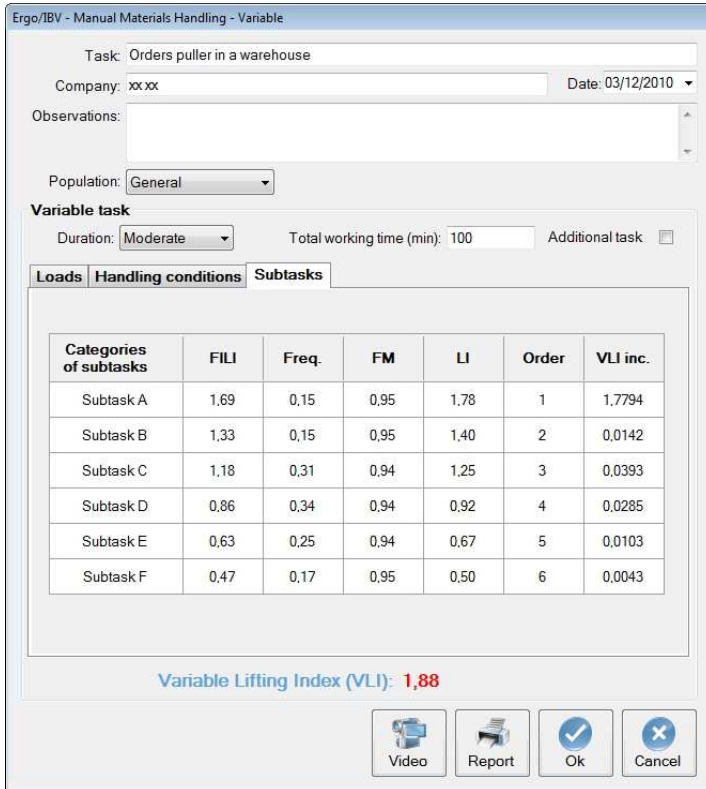 Ergo/IBV - Manual Materials Handling - Variable
Task: Orders puller in a warehouse
Company: xx xx Date: 03/12/2010
Observations:
Population: General
Variable task
Duration: Moderate Total working time (min): 100 Additional task
Loads Handling conditions Subtasks
Categories of subtasks FILI Freq. FM LI Order VLI inc.
Subtask A 1,69 0,15 0,95 1,78 1 1,7794
Subtask B 1,33 0,15 0,95 1,40 2 0,0142
Subtask C 1,18 0,31 0,94 1,25 3 0,0393
Subtask D 0,86 0,34 0,94 0,92 4 0,0285
Subtask E 0,63 0,25 0,94 0,67 5 0,0103
Subtask F 0,47 0,17 0,95 0,50 6 0,0043
Variable Lifting Index (VLI): 1,88
Video Report Ok Cancel